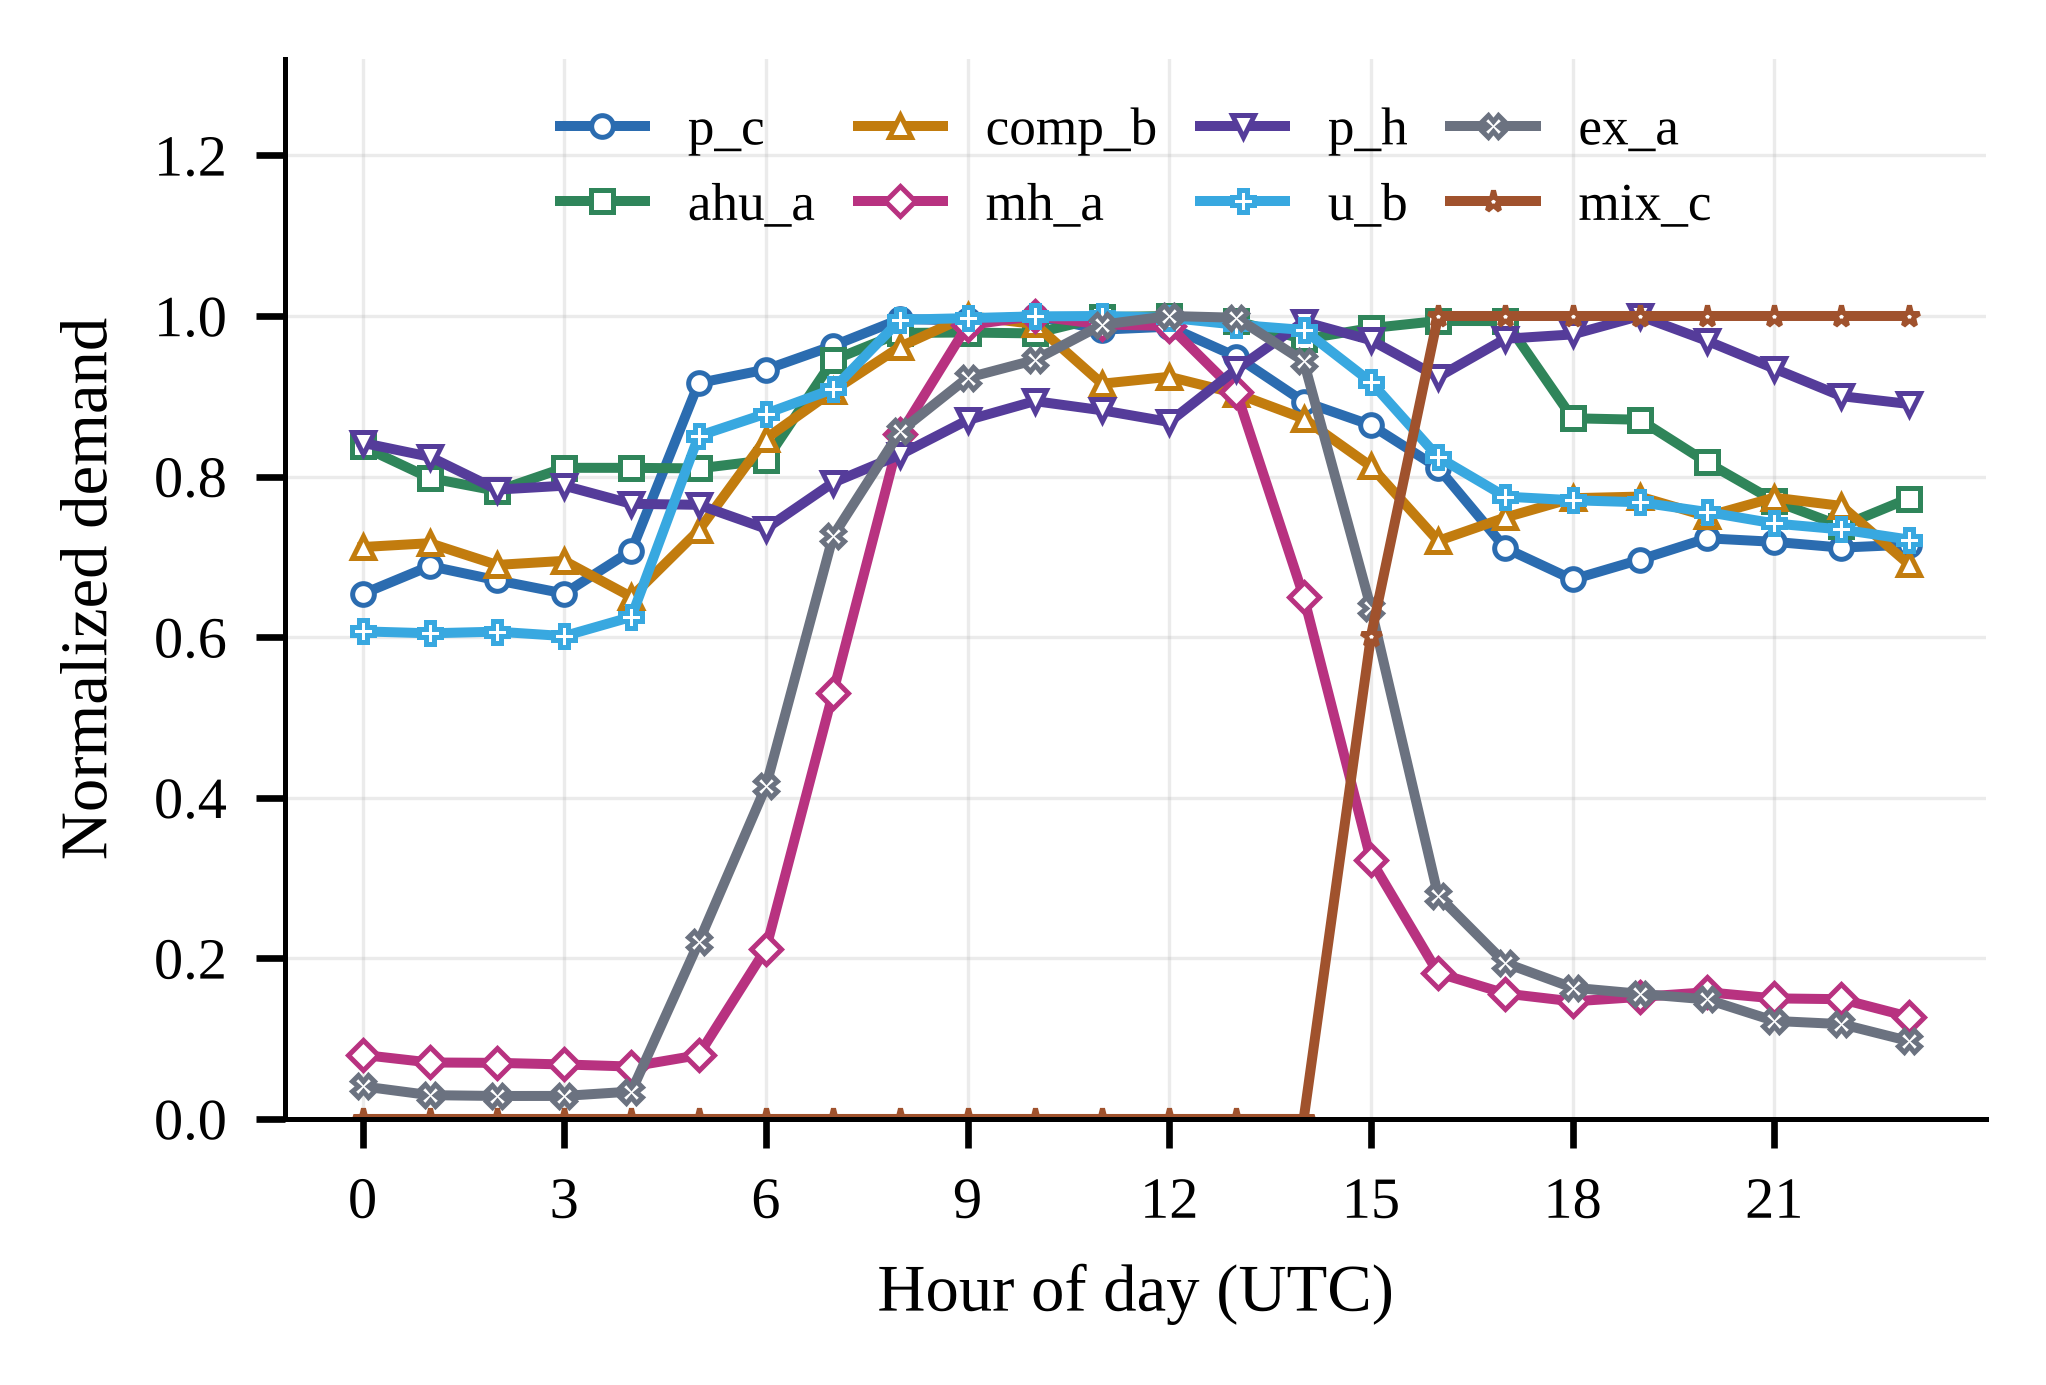 p_c comp_b p_h ex_a
ahu_a mh_a u_b mix_c
1.2
1.0
0.8
0.6
0.4
0.2
0.0
Normalized demand
0 3 6 9 12 15 18 21
Hour of day (UTC)